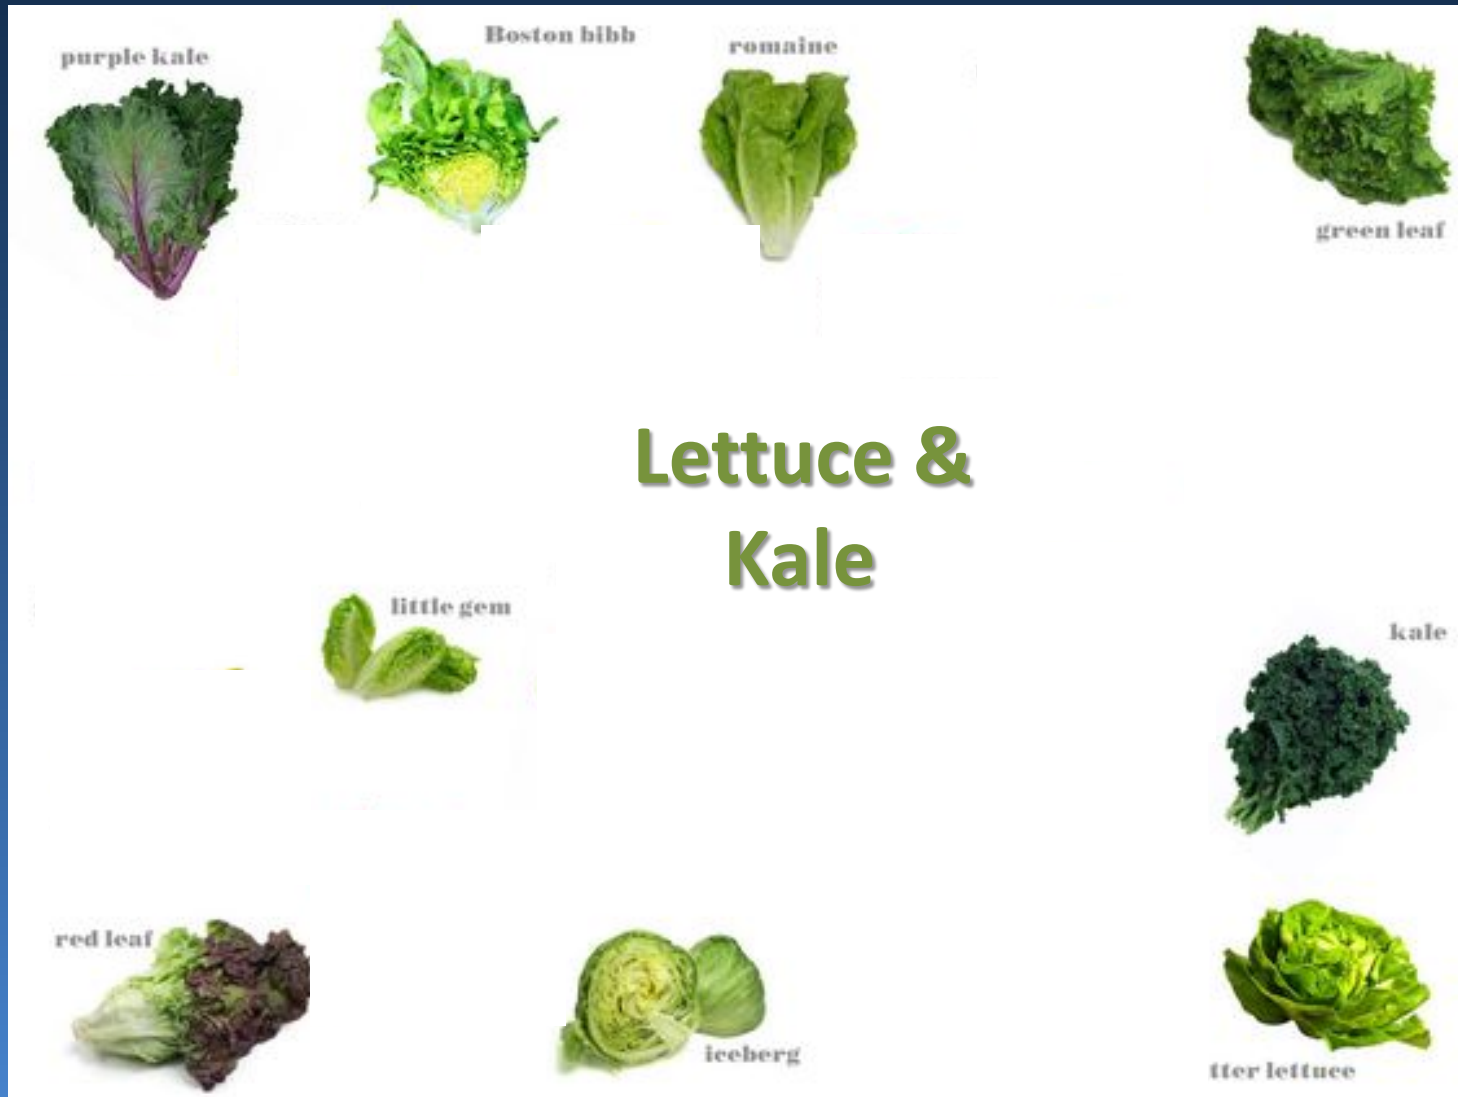 purple kale
Boston bibb
romaine
green leaf
Lettuce &
Kale
little gem
kale
red leaf
iceberg
tter lettuce